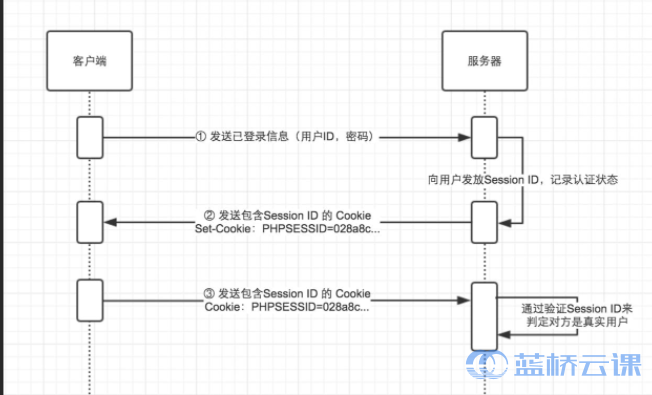 客户端
服务器
① 发送已登录信息（用户ID，密码）
向用户发放Session ID，记录认证状态
② 发送包含Session ID 的 Cookie
Set-Cookie：PHPSESSID=028a8c...
③ 发送包含Session ID 的 Cookie
Cookie：PHPSESSID=028a8c...
通过验证Session ID来
判定对方是真实用户
蓝桥云课